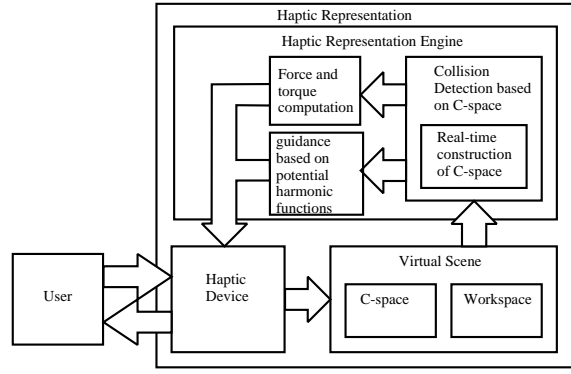 Haptic Representation
Haptic Representation Engine
Force and
torque
computation
Collision
Detection based
on C-space
guidance
based on
potential
harmonic
functions
Real-time
construction
of C-space
User
Haptic
Device
Virtual Scene
C-space
Workspace